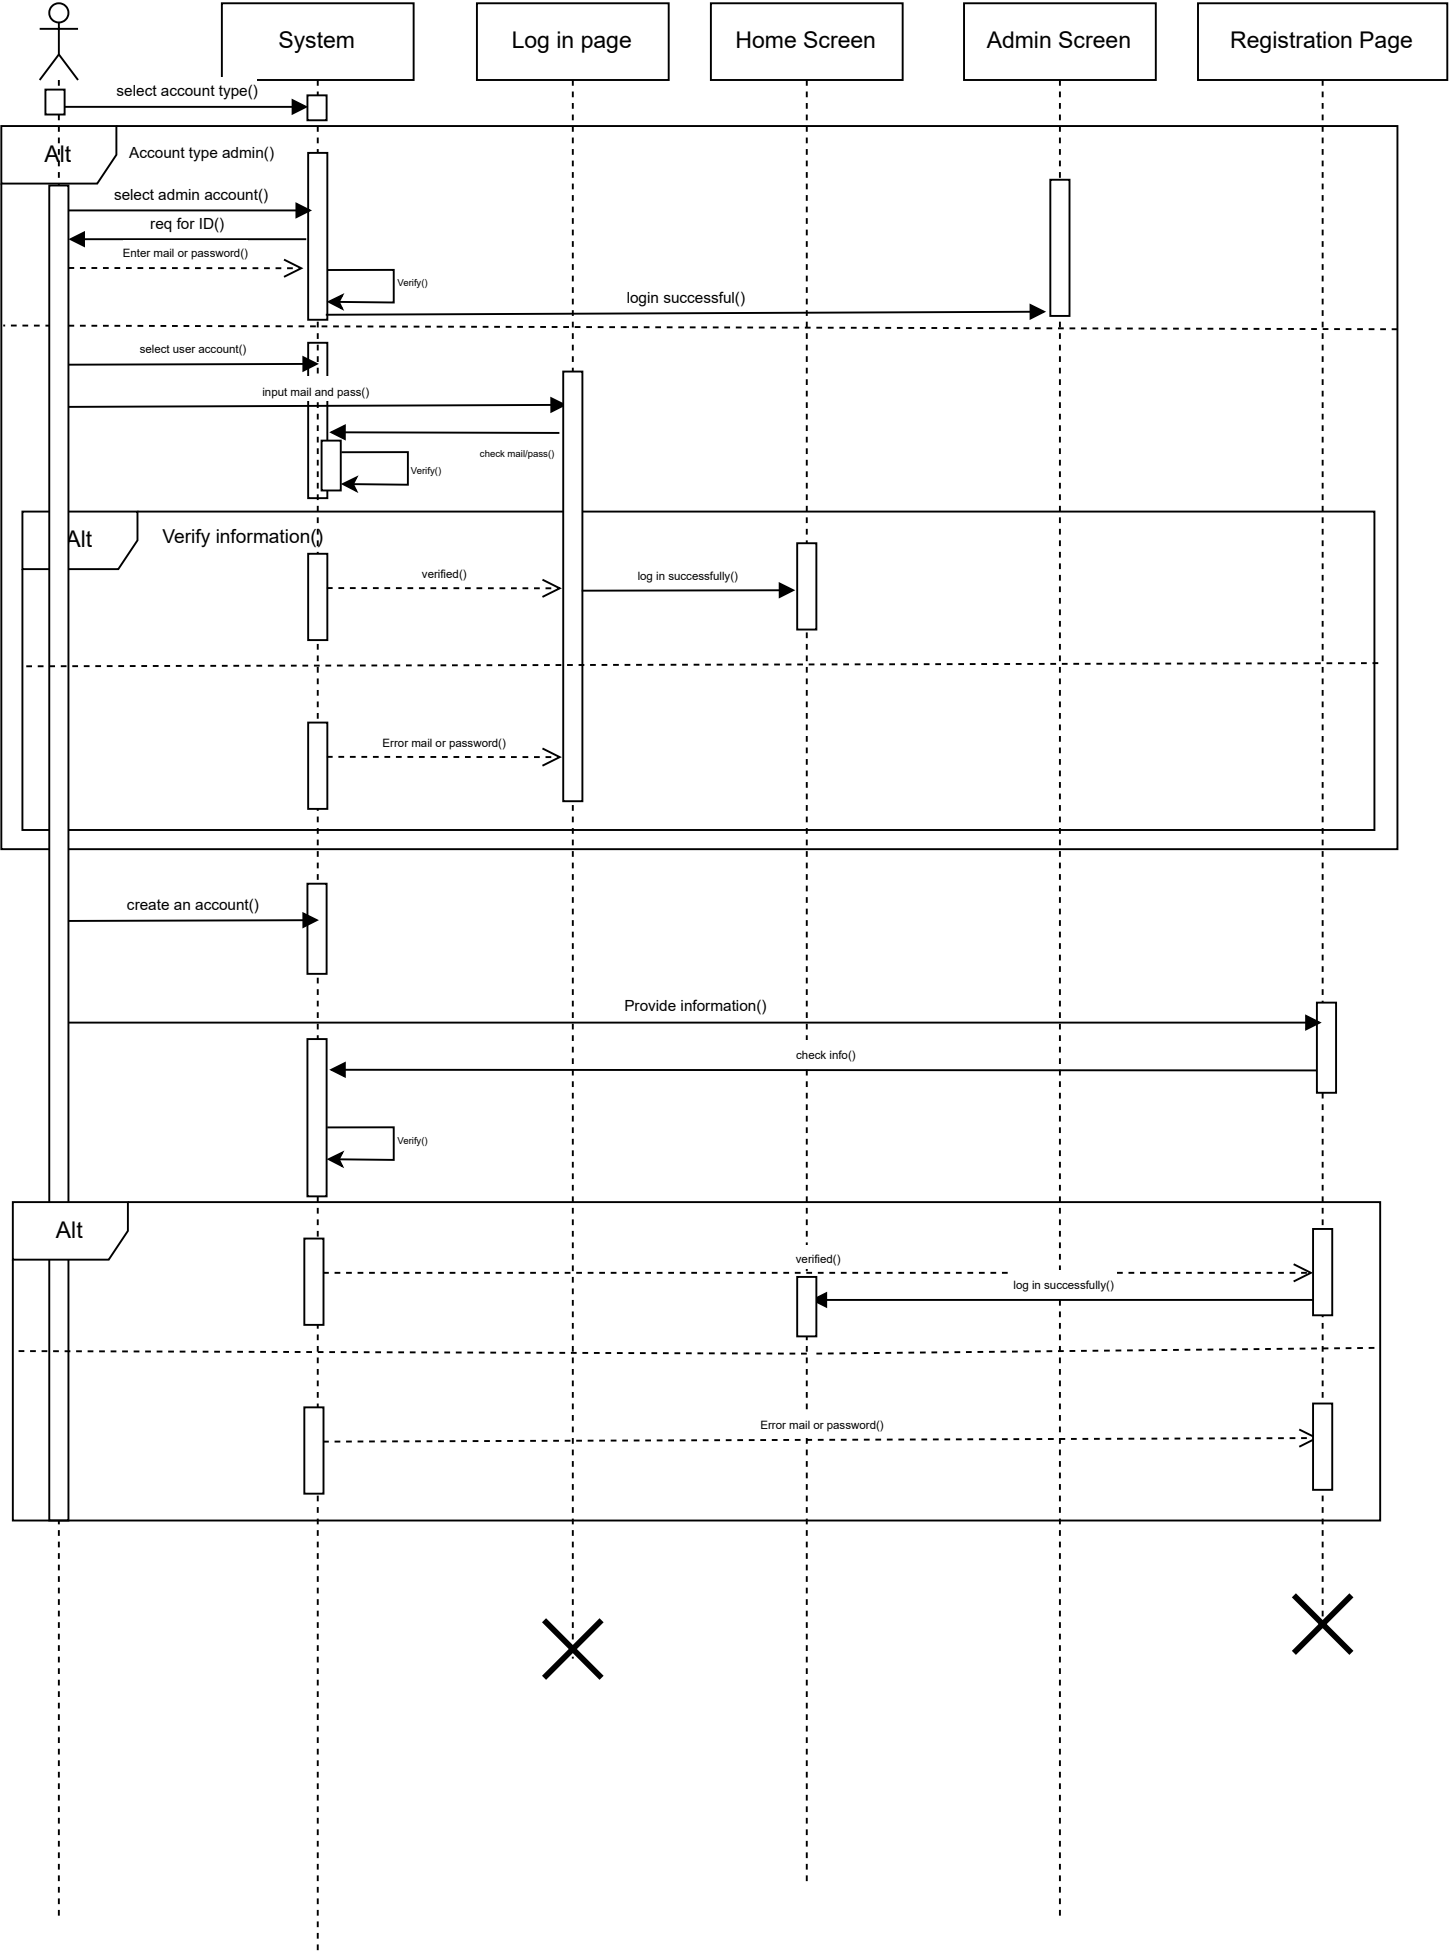 System
Log in page
Home Screen
Admin Screen
Registration Page
select account type()
Alt
Account type admin()
select admin account()
req for ID()
Enter mail or password()
Verify()
login successful()
select user account()
input mail and pass()
check mail/pass()
Verify()
Alt
Verify information()
verified()
log in successfully()
Error mail or password()
create an account()
Provide information()
check info()
Verify()
Alt
verified()
log in successfully()
Error mail or password()